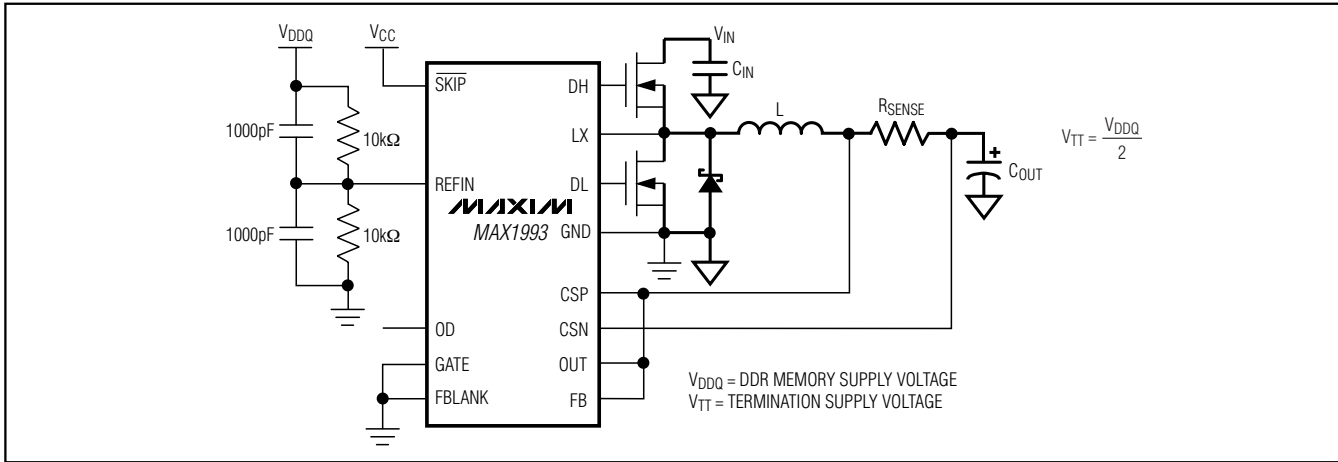 VDDQ
VCC
1000pF
10kΩ
1000pF
10kΩ
SKIP
REFIN
OD
GATE
FBLANK
MAXIM
MAX1993
DH
LX
DL
GND
CSP
CSN
OUT
FB
VIN
CIN
L
RSENSE
COUT
+
VTT = VDDQ
2
VDDQ = DDR MEMORY SUPPLY VOLTAGE
VTT = TERMINATION SUPPLY VOLTAGE